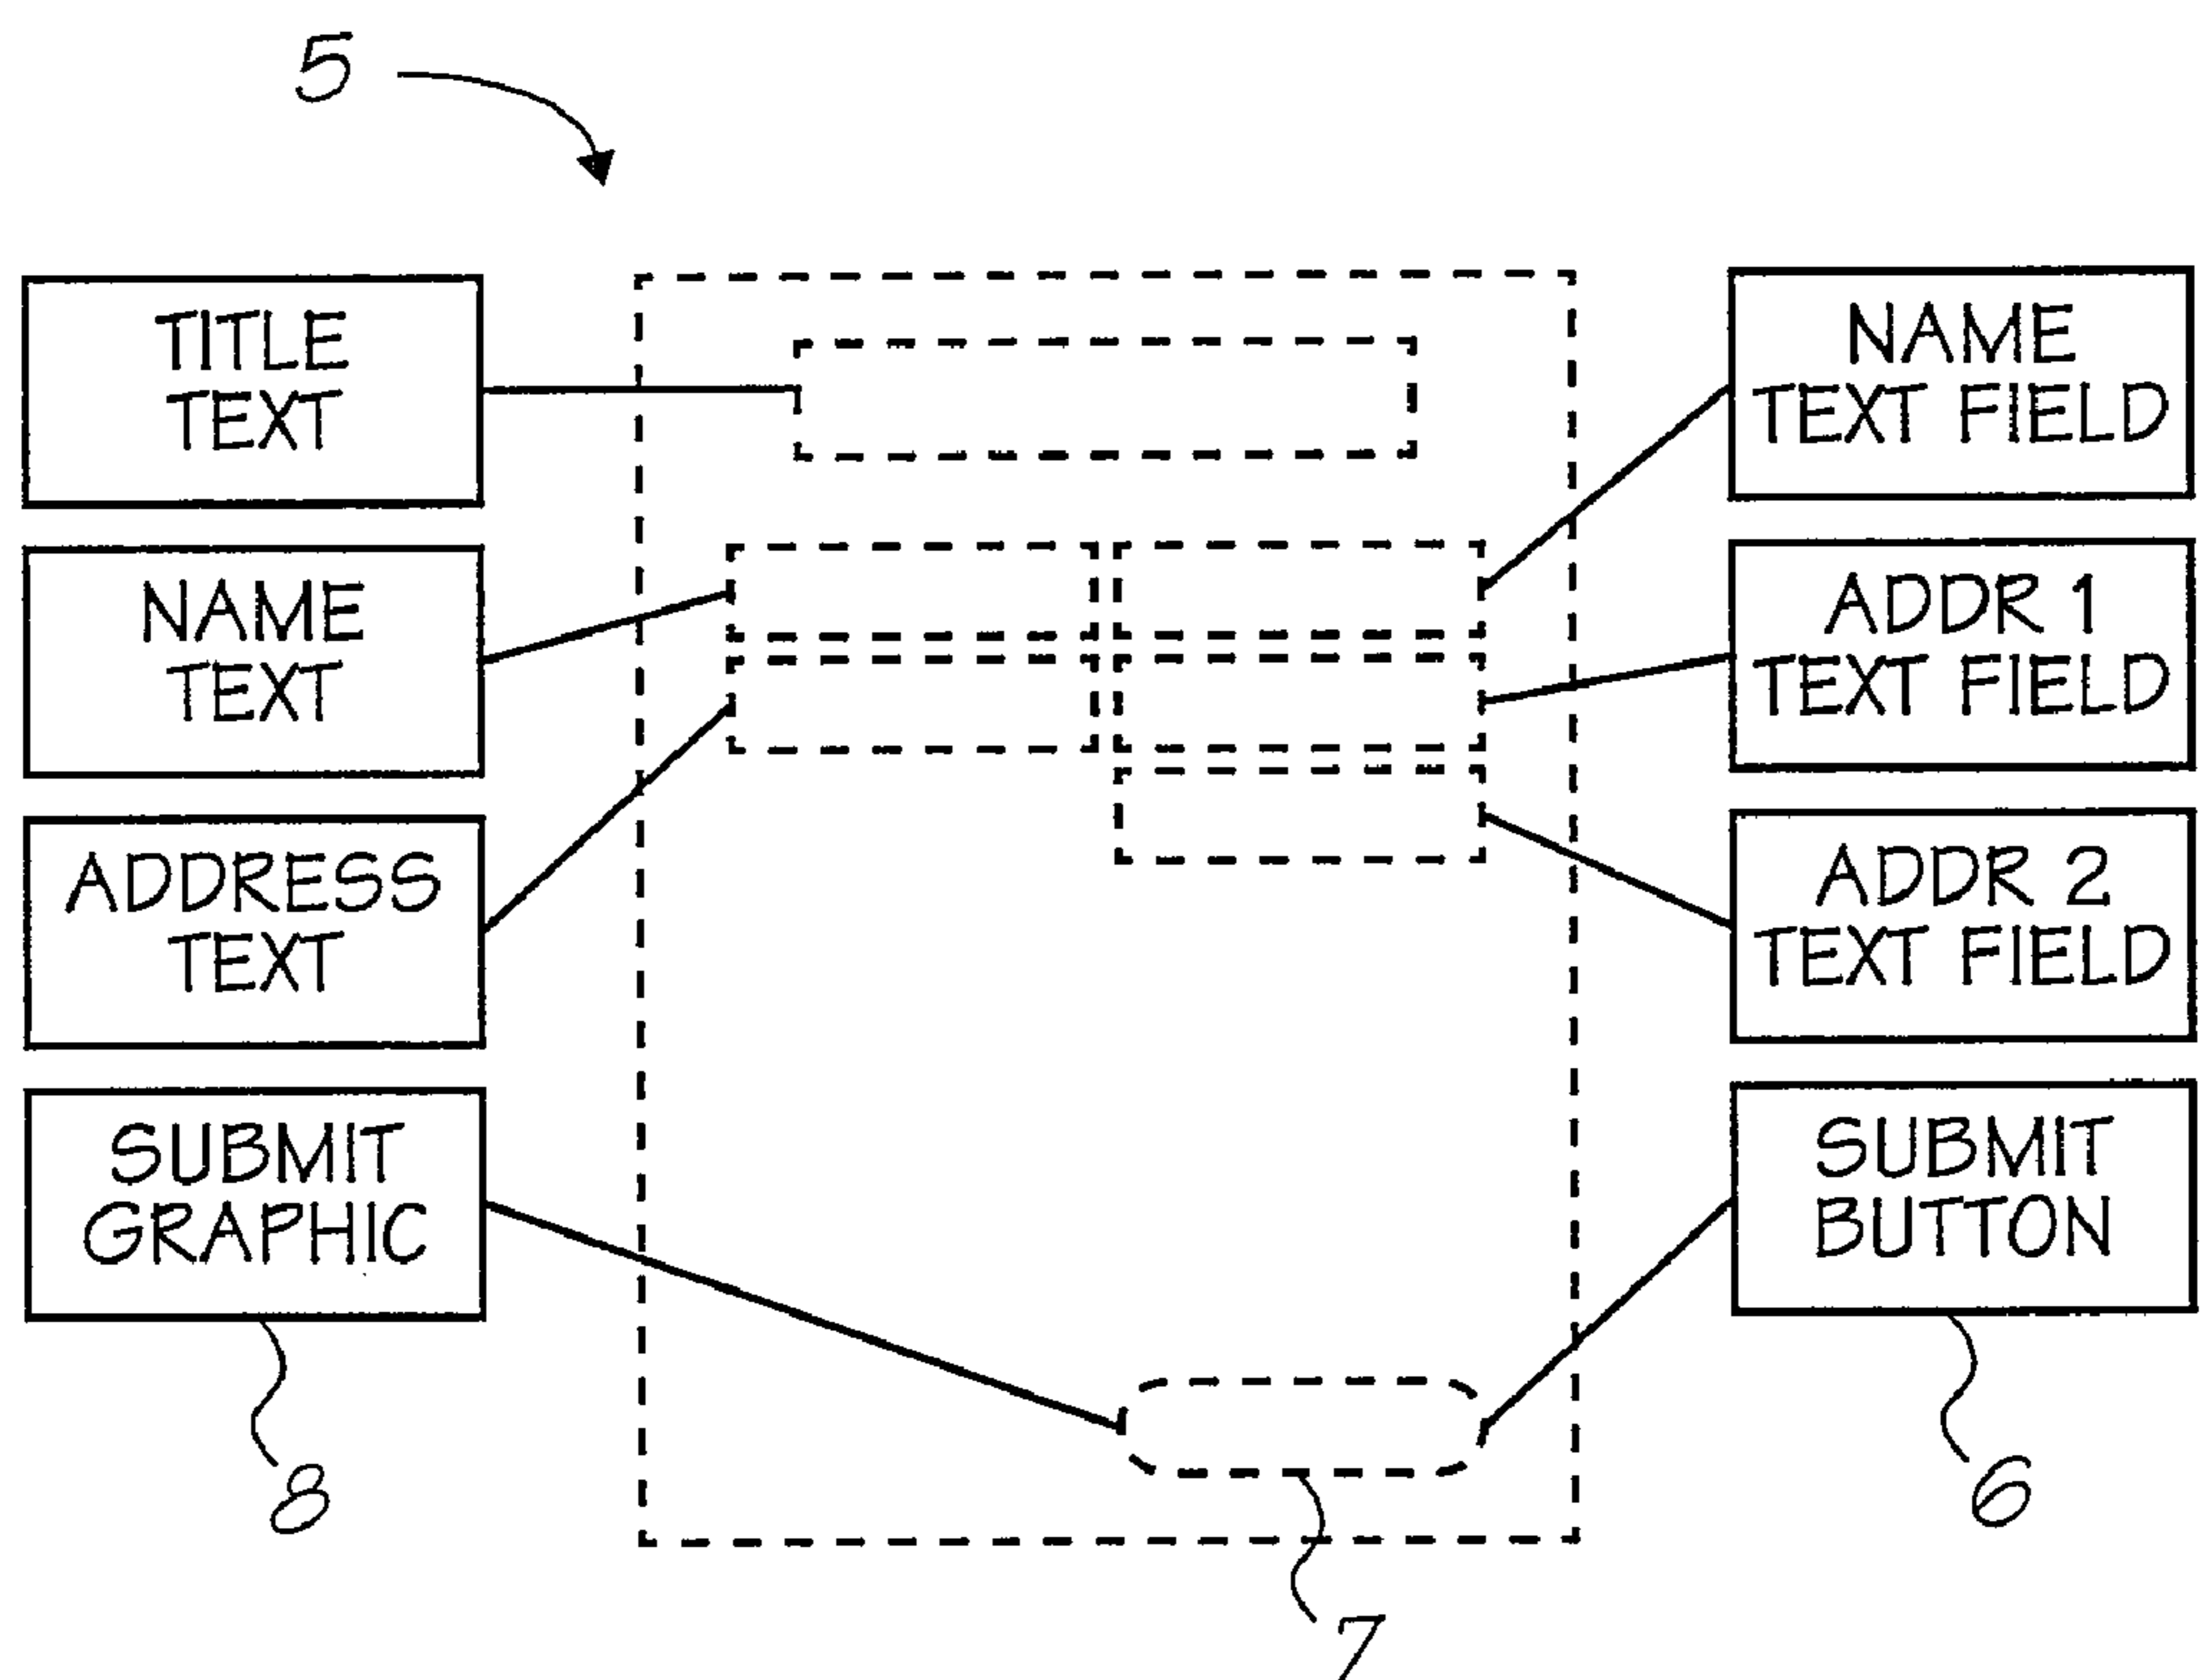 5
TITLE
TEXT
NAME
TEXT
ADDRESS
TEXT
SUBMIT
GRAPHIC
8
NAME
TEXT FIELD
ADDR 1
TEXT FIELD
ADDR 2
TEXT FIELD
SUBMIT
BUTTON
6
7